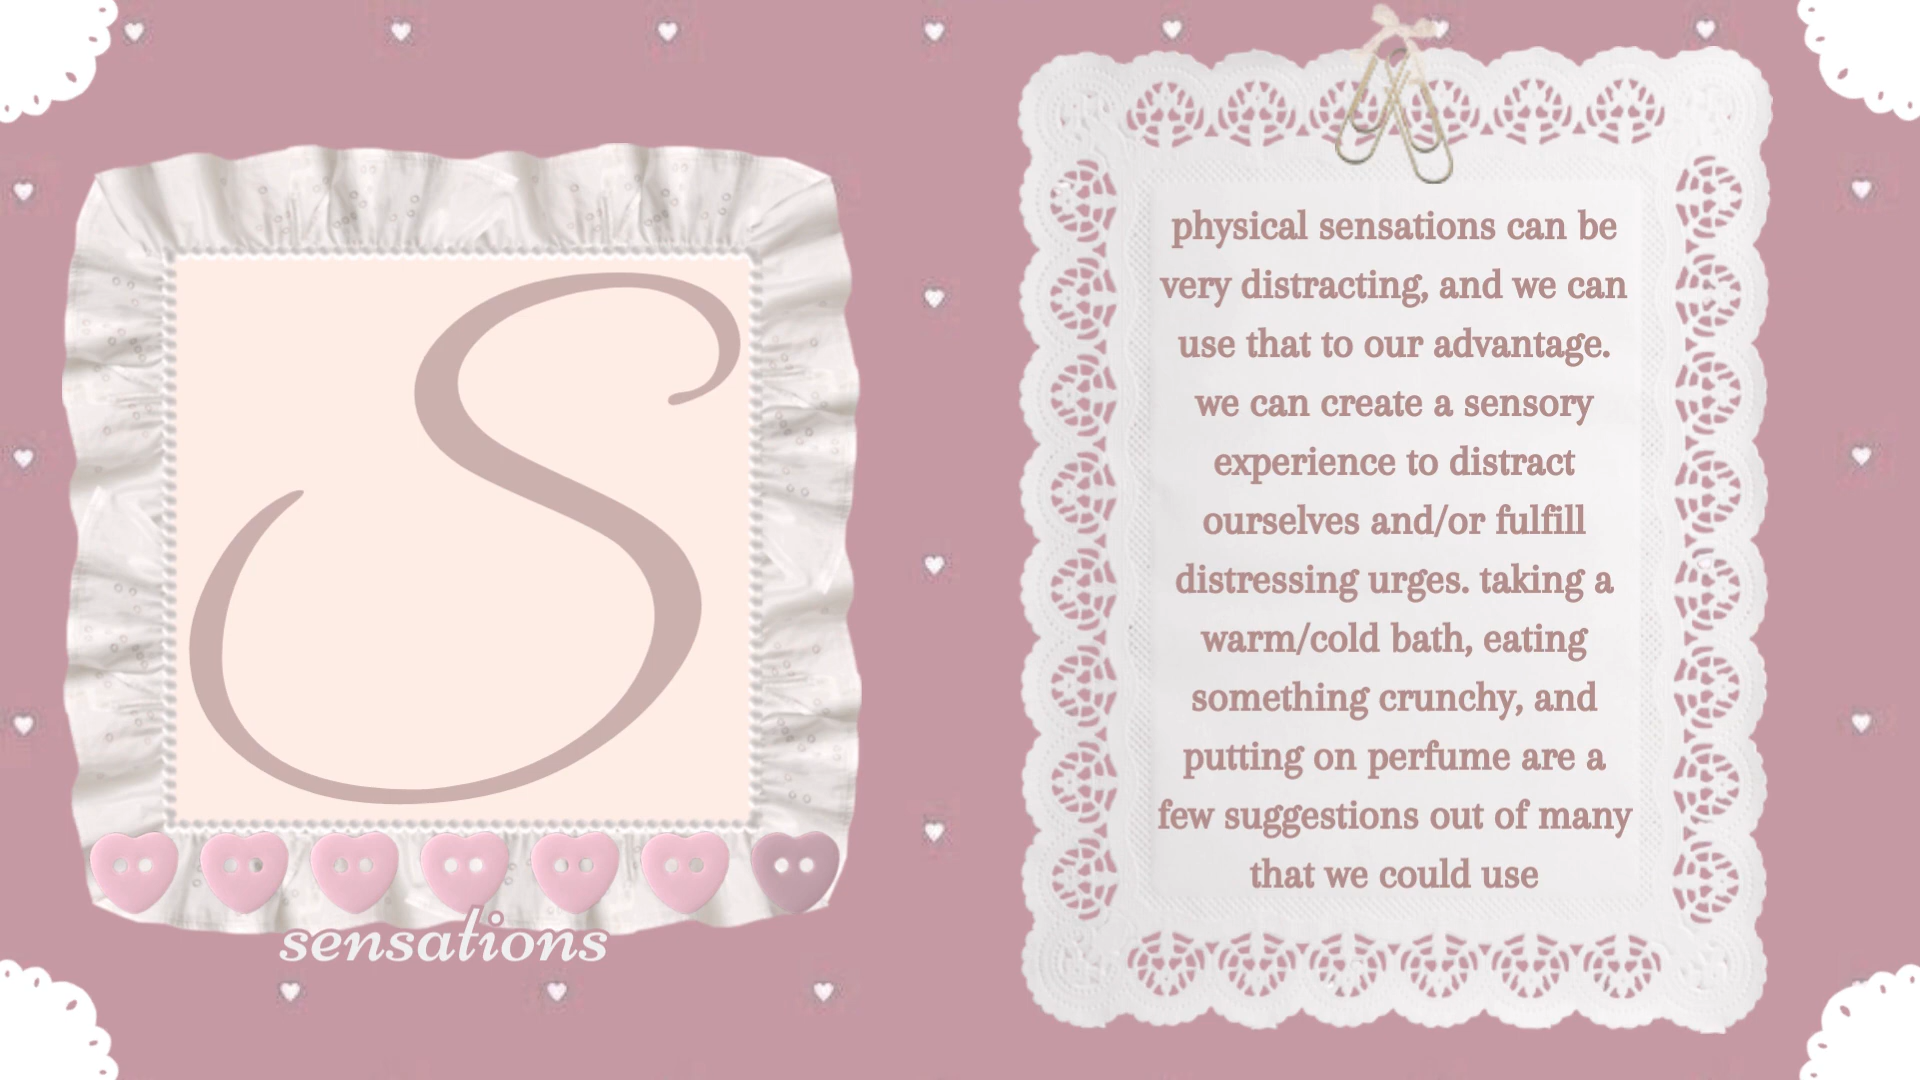 S
sensations
physical sensations can be
very distracting, and we can
use that to our advantage.
we can create a sensory
experience to distract
ourselves and/or fulfill
distressing urges. taking a
warm/cold bath, eating
something crunchy, and
putting on perfume are a
few suggestions out of many
that we could use